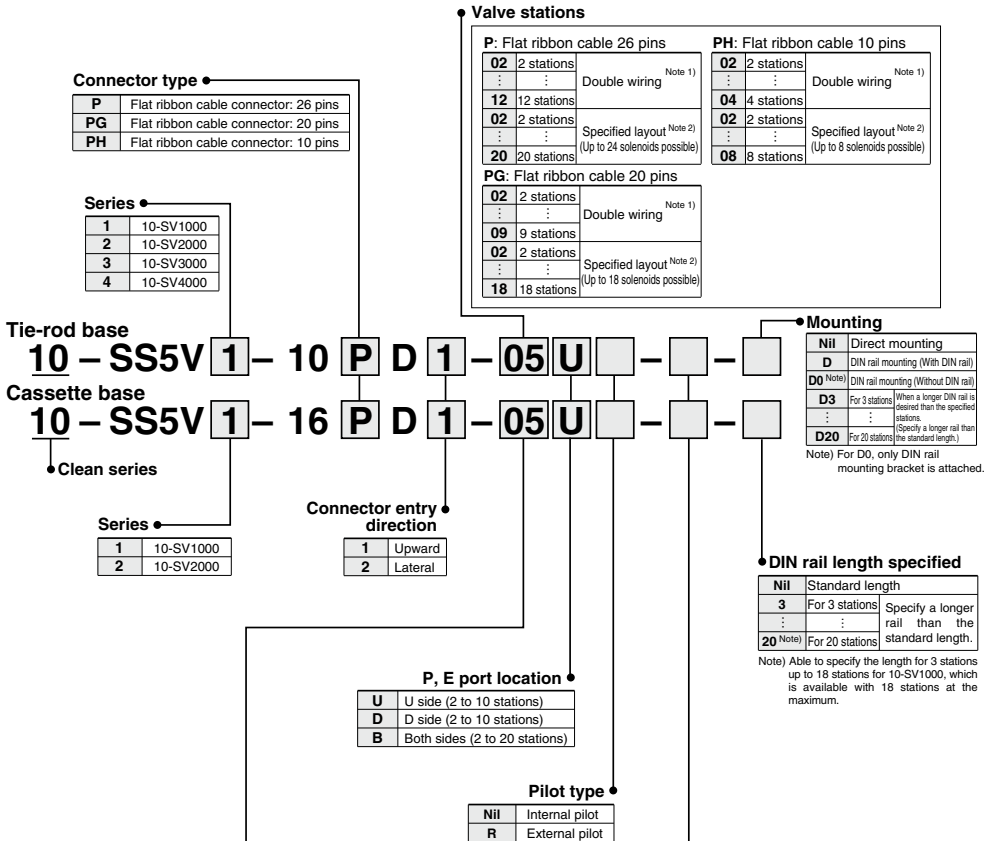 Valve stations
P: Flat ribbon cable 26 pins
02 2 stations Double wiring Note 1)
⋮ ⋮
12 12 stations
02 2 stations Specified layout Note 2)
⋮ ⋮ (Up to 24 solenoids possible)
20 20 stations
PH: Flat ribbon cable 10 pins
02 2 stations Double wiring Note 1)
⋮ ⋮
04 4 stations
02 2 stations Specified layout Note 2)
⋮ ⋮ (Up to 8 solenoids possible)
08 8 stations
PG: Flat ribbon cable 20 pins
02 2 stations Double wiring Note 1)
⋮ ⋮
09 9 stations
02 2 stations Specified layout Note 2)
⋮ ⋮ (Up to 18 solenoids possible)
18 18 stations
Connector type
P Flat ribbon cable connector: 26 pins
PG Flat ribbon cable connector: 20 pins
PH Flat ribbon cable connector: 10 pins
Series
1 10-SV1000
2 10-SV2000
3 10-SV3000
4 10-SV4000
Tie-rod base
10 – SS5V 1 – 10 P D 1 – 05 U – –
Cassette base
10 – SS5V 1 – 16 P D 1 – 05 U – –
Clean series
Mounting
Nil Direct mounting
D DIN rail mounting (With DIN rail)
D0 Note) DIN rail mounting (Without DIN rail)
D3 For 3 stations When a longer DIN rail is
⋮ ⋮ desired than the specified
stations.
(Specify a longer rail than
D20 For 20 stations the standard length.)
Note) For D0, only DIN rail
mounting bracket is attached.
Series
1 10-SV1000
2 10-SV2000
Connector entry
direction
1 Upward
2 Lateral
DIN rail length specified
Nil Standard length
3 For 3 stations Specify a longer
⋮ ⋮ rail than the
20 Note) For 20 stations standard length.
Note) Able to specify the length for 3 stations
up to 18 stations for 10-SV1000, which
is available with 18 stations at the
maximum.
P, E port location
U U side (2 to 10 stations)
D D side (2 to 10 stations)
B Both sides (2 to 20 stations)
Pilot type
Nil Internal pilot
R External pilot